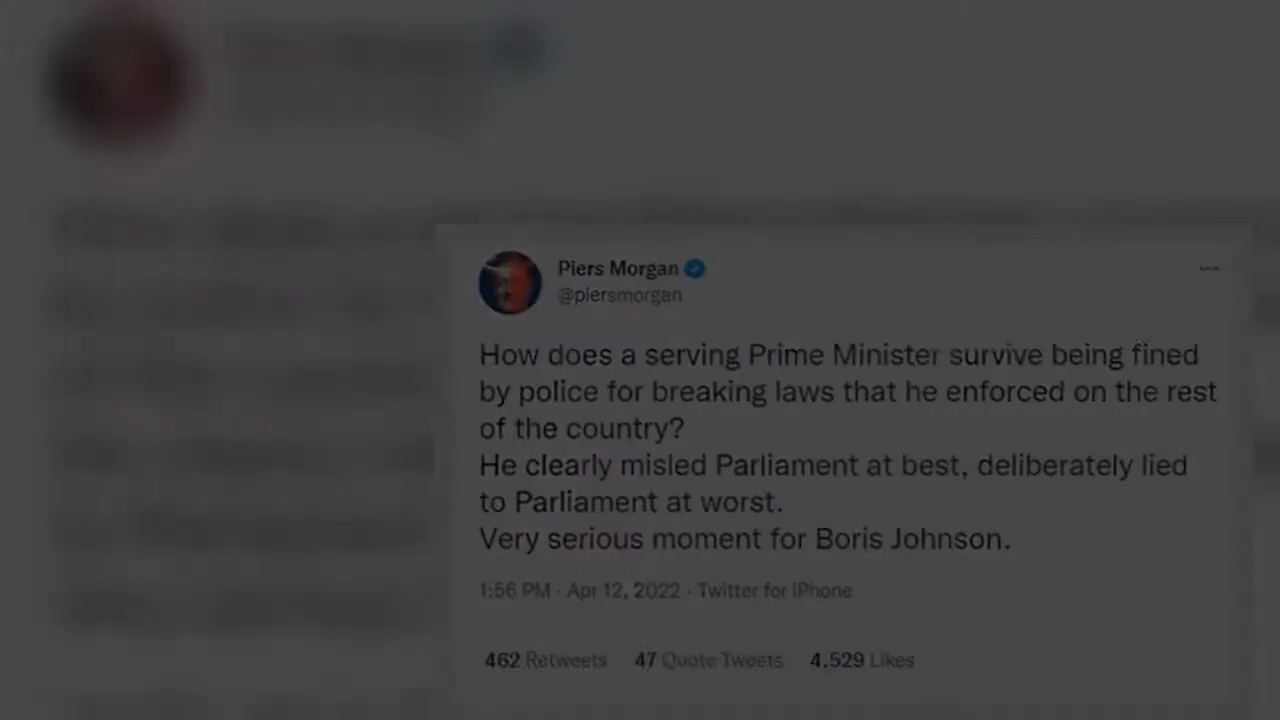 Piers Morgan
@piersmorgan
How does a serving Prime Minister survive being fined
by police for breaking laws that he enforced on the rest
of the country?
He clearly misled Parliament at best, deliberately lied
to Parliament at worst.
Very serious moment for Boris Johnson.
1:56 PM · Apr 12, 2022 · Twitter for iPhone
462 Retweets 47 Quote Tweets 4.529 Likes